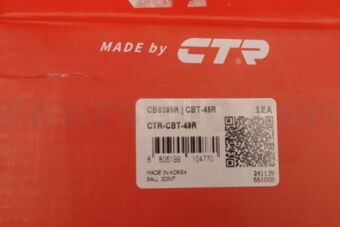 MADE by CTR
CB0395R | CBT-49R
1EA
CTR-CBT-49R
8 806199 104770
MADE IN KOREA
BALL JOINT
241129
661008